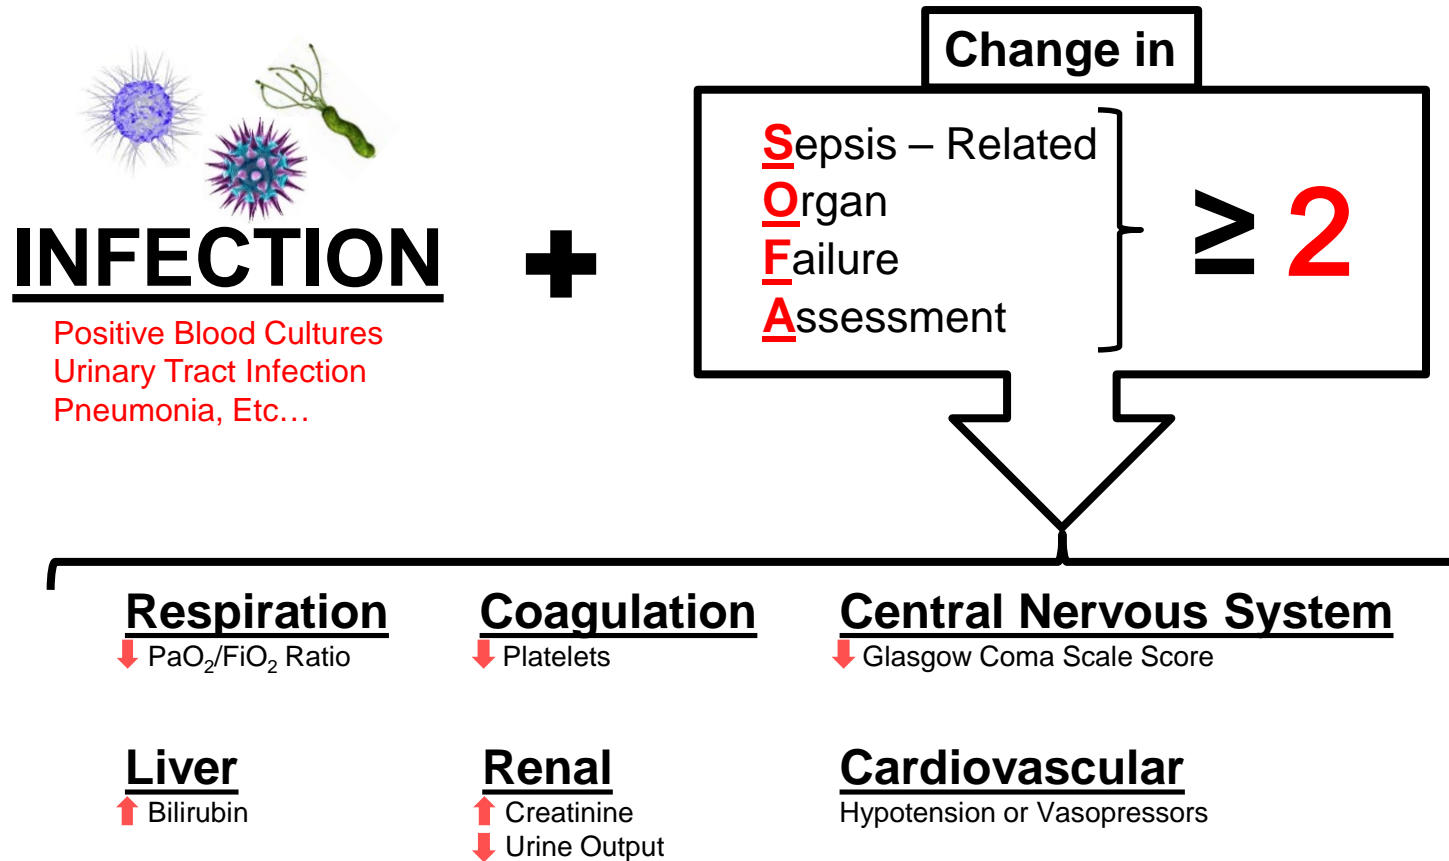 Change in
Sepsis – Related
Organ
Failure
Assessment
≥ 2
INFECTION
+
Positive Blood Cultures
Urinary Tract Infection
Pneumonia, Etc…
Respiration
PaO₂/FiO₂ Ratio
Coagulation
Platelets
Central Nervous System
Glasgow Coma Scale Score
Liver
Bilirubin
Renal
Creatinine
Urine Output
Cardiovascular
Hypotension or Vasopressors